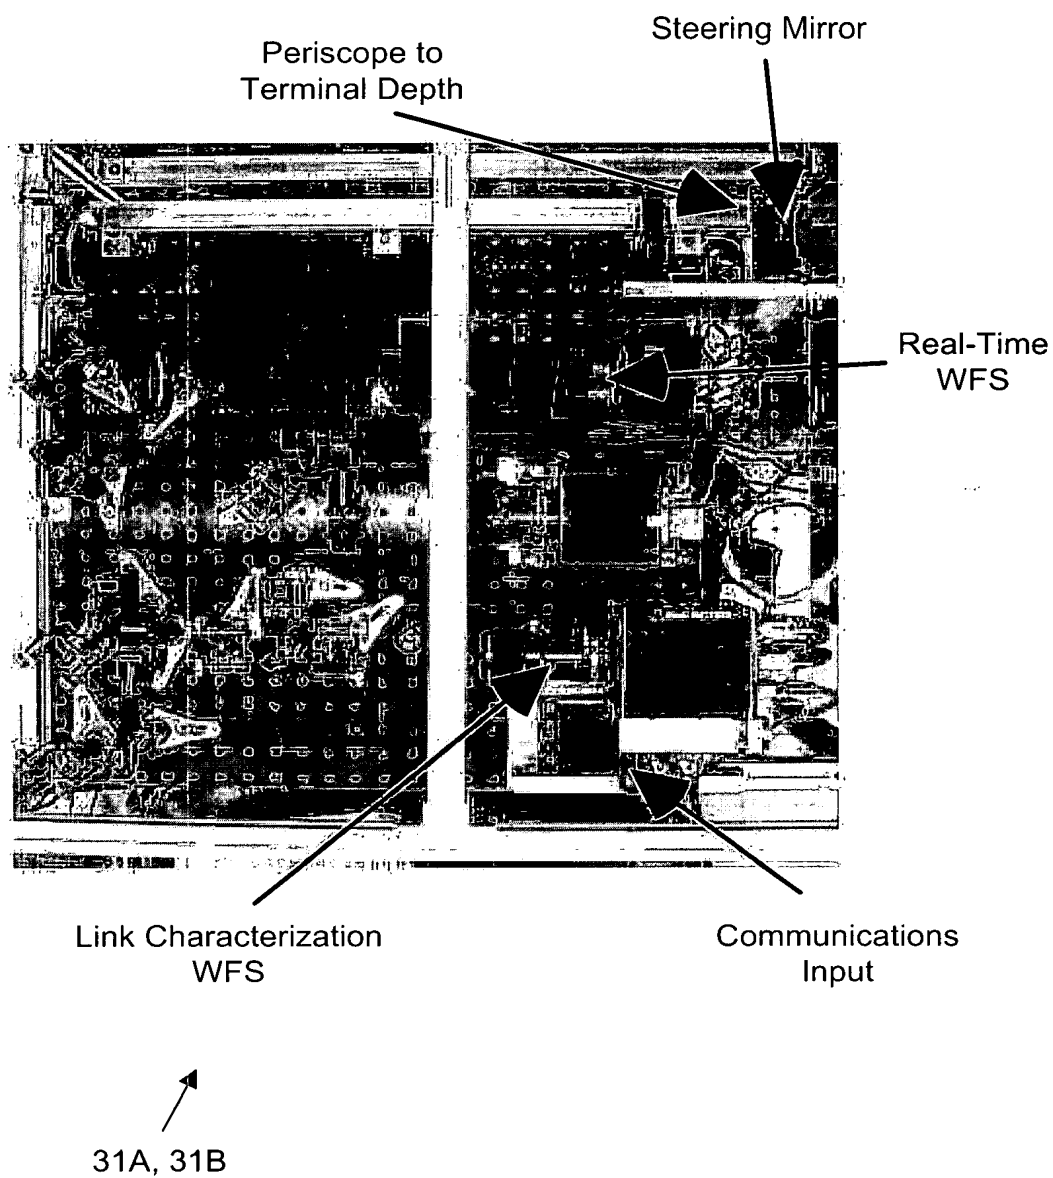 Steering Mirror
Periscope to
Terminal Depth
Real-Time
WFS
Link Characterization
WFS
Communications
Input
31A, 31B